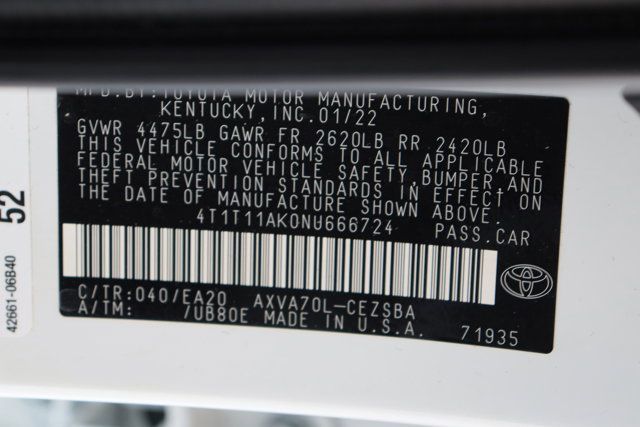 MFD.BY:TOYOTA MOTOR MANUFACTURING,
KENTUCKY,INC.01/22
GVWR 4475LB GAWR FR 2620LB RR 2420LB
THIS VEHICLE CONFORMS TO ALL APPLICABLE
FEDERAL MOTOR VEHICLE SAFETY,BUMPER,AND
THEFT PREVENTION STANDARDS IN EFFECT ON
THE DATE OF MANUFACTURE SHOWN ABOVE.
4T1T11AK0NU666724 PASS.CAR
C/TR:040/EA20 AXVA70L-CEZSBA
A/TM: /UB80E MADE IN U.S.A. 71935
52
42661-06B40